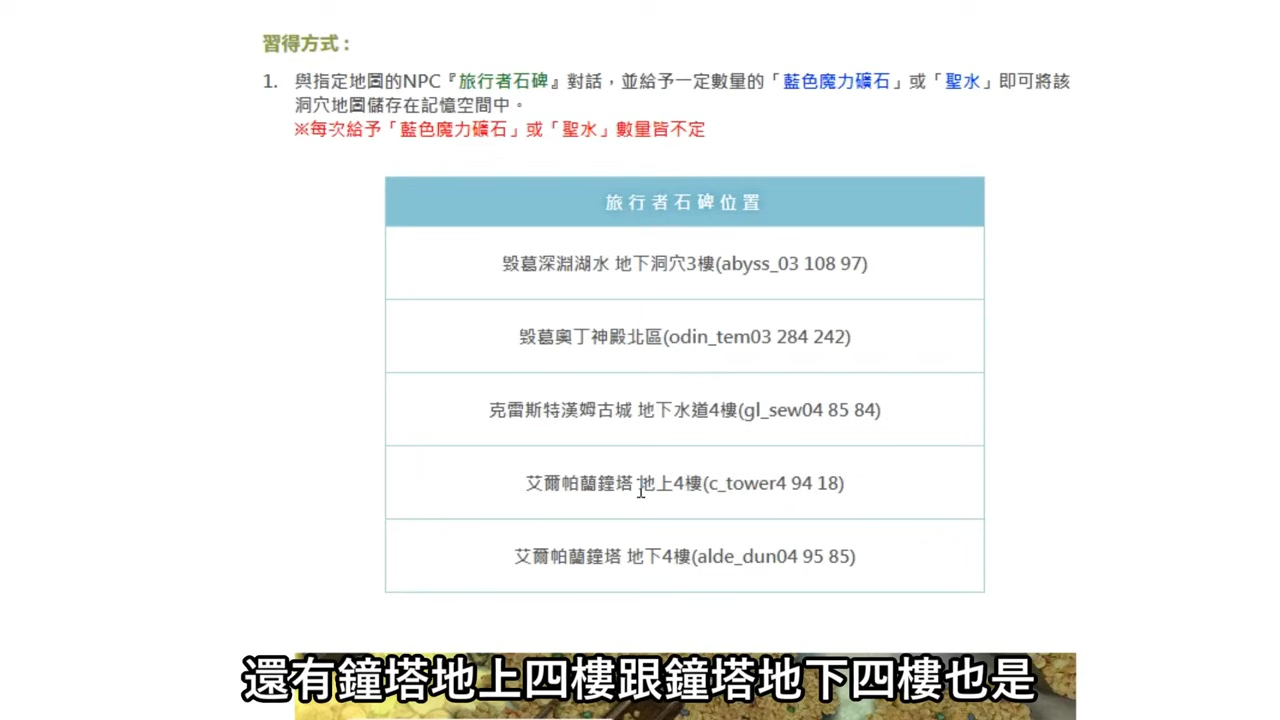 習得方式 :
1. 與指定地圖的NPC『旅行者石碑』對話，並給予一定數量的「藍色魔力礦石」或「聖水」即可將該
洞穴地圖儲存在記憶空間中。
※每次給予「藍色魔力礦石」或「聖水」數量皆不定
旅行者石碑位置
毀葛深淵湖水 地下洞穴3樓(abyss_03 108 97)
毀葛奧丁神殿北區(odin_tem03 284 242)
克雷斯特漢姆古城 地下水道4樓(gl_sew04 85 84)
艾爾帕蘭鐘塔 地上4樓(c_tower4 94 18)
艾爾帕蘭鐘塔 地下4樓(alde_dun04 95 85)
還有鐘塔地上四樓跟鐘塔地下四樓也是